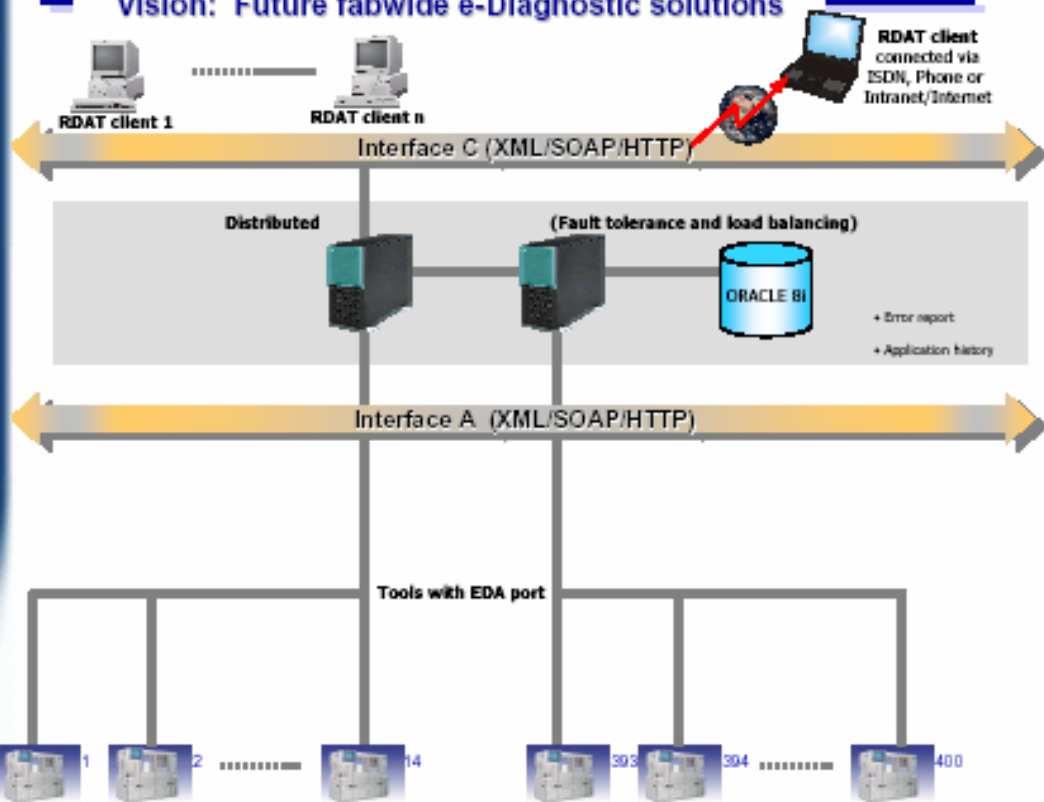 Vision: Future fabwide e-Diagnostic solutions
RDAT client
connected via
ISDN, Phone or
Intranet/Internet
RDAT client 1
RDAT client n
Interface C (XML/SOAP/HTTP)
Distributed
(Fault tolerance and load balancing)
ORACLE 8i
+ Error report
+ Application history
Interface A (XML/SOAP/HTTP)
Tools with EDA port
1
2
14
393
394
400